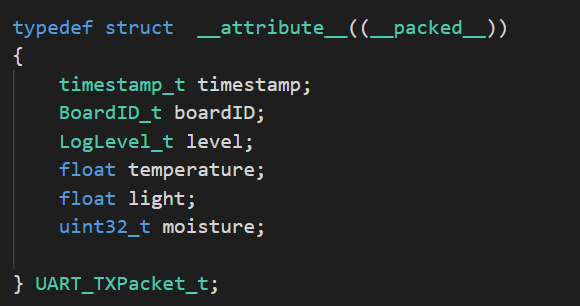 typedef struct  __attribute__((__packed__))
{
    timestamp_t timestamp;
    BoardID_t boardID;
    LogLevel_t level;
    float temperature;
    float light;
    uint32_t moisture;

} UART_TXPacket_t;